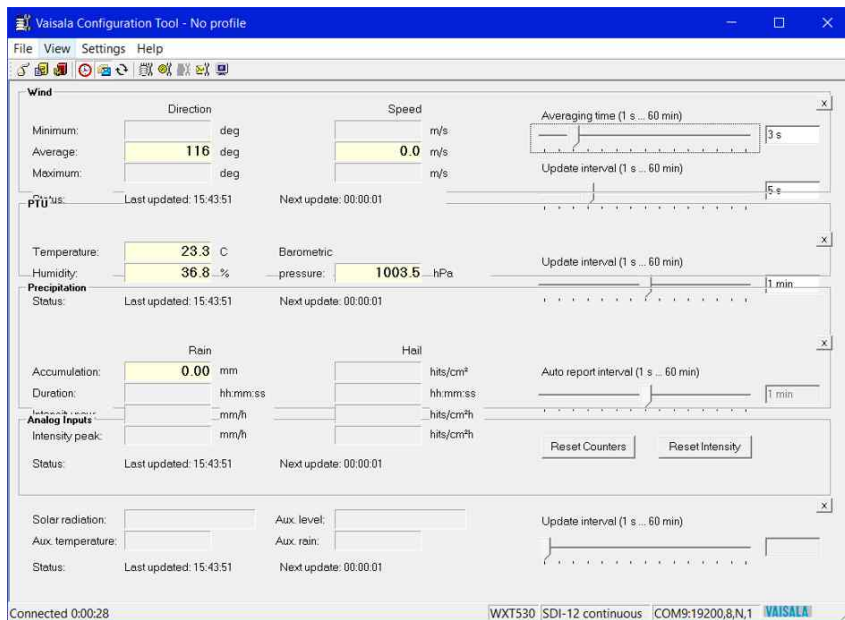 Vaisala Configuration Tool - No profile
File View Settings Help
Wind
x
Direction Speed
Averaging time (1 s ... 60 min)
Minimum: deg m/s
3 s
Average: 116 deg 0.0 m/s
Maximum: deg m/s
Update interval (1 s ... 60 min)
5 s
Status: Last updated: 15:43:51 Next update: 00:00:01
PTU
x
Temperature: 23.3 C Barometric
Update interval (1 s ... 60 min)
Humidity: 36.8 % pressure: 1003.5 hPa
1 min
Precipitation
Status: Last updated: 15:43:51 Next update: 00:00:01
x
Rain Hail
Accumulation: 0.00 mm hits/cm²
Auto report interval (1 s ... 60 min)
Duration: hh:mm:ss hh:mm:ss
1 min
mm/h hits/cm²h
Analog Inputs
Intensity peak: mm/h hits/cm²h
Reset Counters Reset Intensity
Status: Last updated: 15:43:51 Next update: 00:00:01
x
Solar radiation: Aux. level:
Update interval (1 s ... 60 min)
Aux. temperature: Aux. rain:
Status: Last updated: 15:43:51 Next update: 00:00:01
Connected 0:00:28 WXT530 SDI-12 continuous COM9:19200,8,N,1 VAISALA